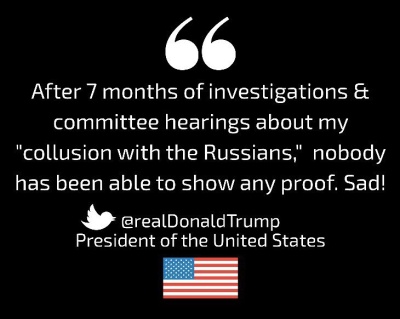 “
After 7 months of investigations &
committee hearings about my
"collusion with the Russians,"  nobody
has been able to show any proof. Sad!
@realDonaldTrump
President of the United States